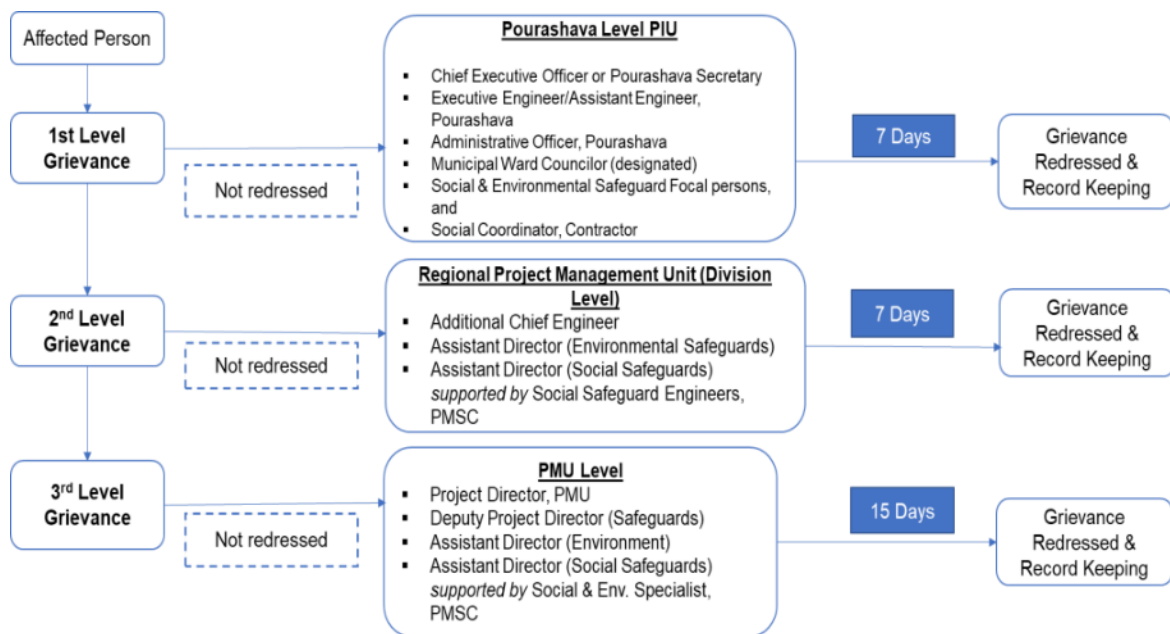 Affected Person
1st Level
Grievance
Not redressed
Pourashava Level PIU
▪ Chief Executive Officer or Pourashava Secretary
▪ Executive Engineer/Assistant Engineer,
Pourashava
▪ Administrative Officer, Pourashava
▪ Municipal Ward Councilor (designated)
▪ Social & Environmental Safeguard Focal persons,
and
▪ Social Coordinator, Contractor
7 Days
Grievance
Redressed &
Record Keeping
2nd Level
Grievance
Not redressed
Regional Project Management Unit (Division
Level)
▪ Additional Chief Engineer
▪ Assistant Director (Environmental Safeguards)
▪ Assistant Director (Social Safeguards)
supported by Social Safeguard Engineers,
PMSC
7 Days
Grievance
Redressed &
Record Keeping
3rd Level
Grievance
Not redressed
PMU Level
▪ Project Director, PMU
▪ Deputy Project Director (Safeguards)
▪ Assistant Director (Environment)
▪ Assistant Director (Social Safeguards)
supported by Social & Env. Specialist,
PMSC
15 Days
Grievance
Redressed &
Record Keeping